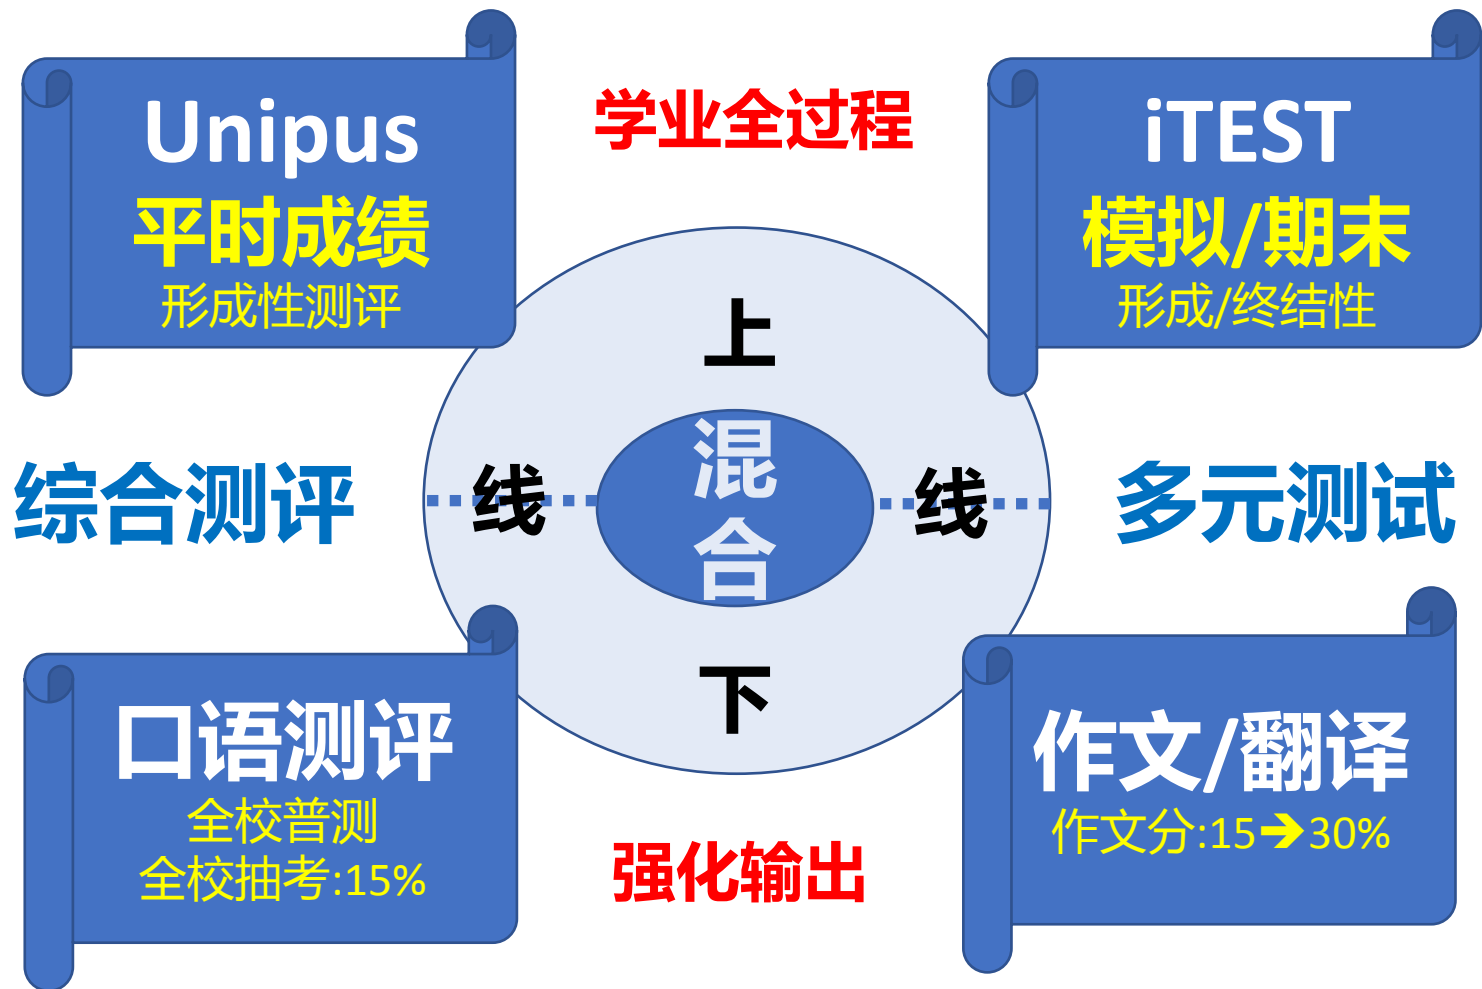 Unipus
平时成绩
形成性测评
学业全过程
iTEST
模拟/期末
形成/终结性
上
综合测评
线
混
合
线
多元测试
下
口语测评
全校普测
全校抽考:15%
强化输出
作文/翻译
作文分:15➔30%